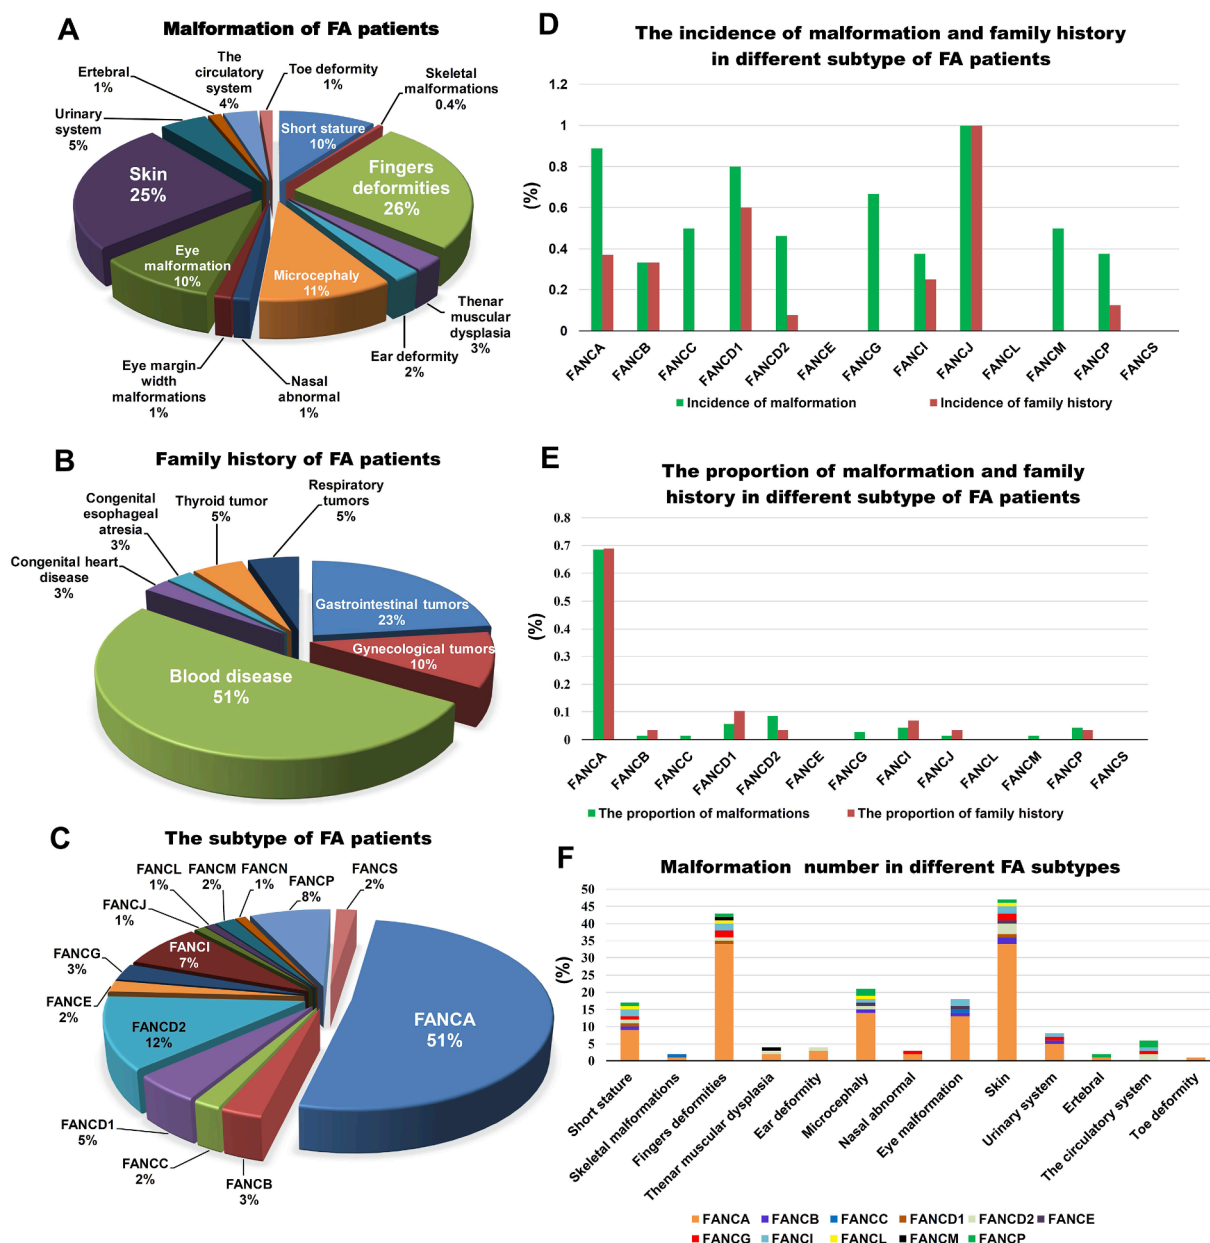 A
Malformation of FA patients
Ertebral
1%
The
circulatory
system
4%
Toe deformity
1%
Skeletal
malformations
0.4%
Urinary
system
5%
Short stature
10%
Skin
25%
Fingers
deformities
26%
Eye
malformation
10%
Microcephaly
11%
Thenar
muscular
dysplasia
3%
Ear deformity
2%
Eye margin
width
malformations
1%
Nasal
abnormal
1%
B
Family history of FA patients
Congenital
esophageal
atresia
3%
Thyroid tumor
5%
Respiratory
tumors
5%
Congenital heart
disease
3%
Gastrointestinal tumors
23%
Gynecological tumors
10%
Blood disease
51%
C
The subtype of FA patients
FANCL
1%
FANCM
2%
FANCN
1%
FANCP
8%
FANCS
2%
FANCJ
1%
FANCI
7%
FANCG
3%
FANCE
2%
FANCD2
12%
FANCA
51%
FANCD1
5%
FANCC
2%
FANCB
3%
D
The incidence of malformation and family history
in different subtype of FA patients
1.2
1
0.8
0.6
0.4
0.2
0
(%)
FANCA
FANCB
FANCC
FANCD1
FANCD2
FANCE
FANCG
FANCI
FANCJ
FANCL
FANCM
FANCP
FANCS
Incidence of malformation
Incidence of family history
E
The proportion of malformation and family
history in different subtype of FA patients
0.8
0.7
0.6
0.5
0.4
0.3
0.2
0.1
0
(%)
FANCA
FANCB
FANCC
FANCD1
FANCD2
FANCE
FANCG
FANCI
FANCJ
FANCL
FANCM
FANCP
FANCS
The proportion of malformations
The proportion of family history
F
Malformation number in different FA subtypes
50
45
40
35
30
25
20
15
10
5
0
(%)
Short stature
Skeletal malformations
Fingers deformities
Thenar muscular dysplasia
Ear deformity
Microcephaly
Nasal abnormal
Eye malformation
Skin
Urinary system
Ertebral
The circulatory system
Toe deformity
FANCA FANCB FANCC FANCD1 FANCD2 FANCE
FANCG FANCI FANCL FANCM FANCP